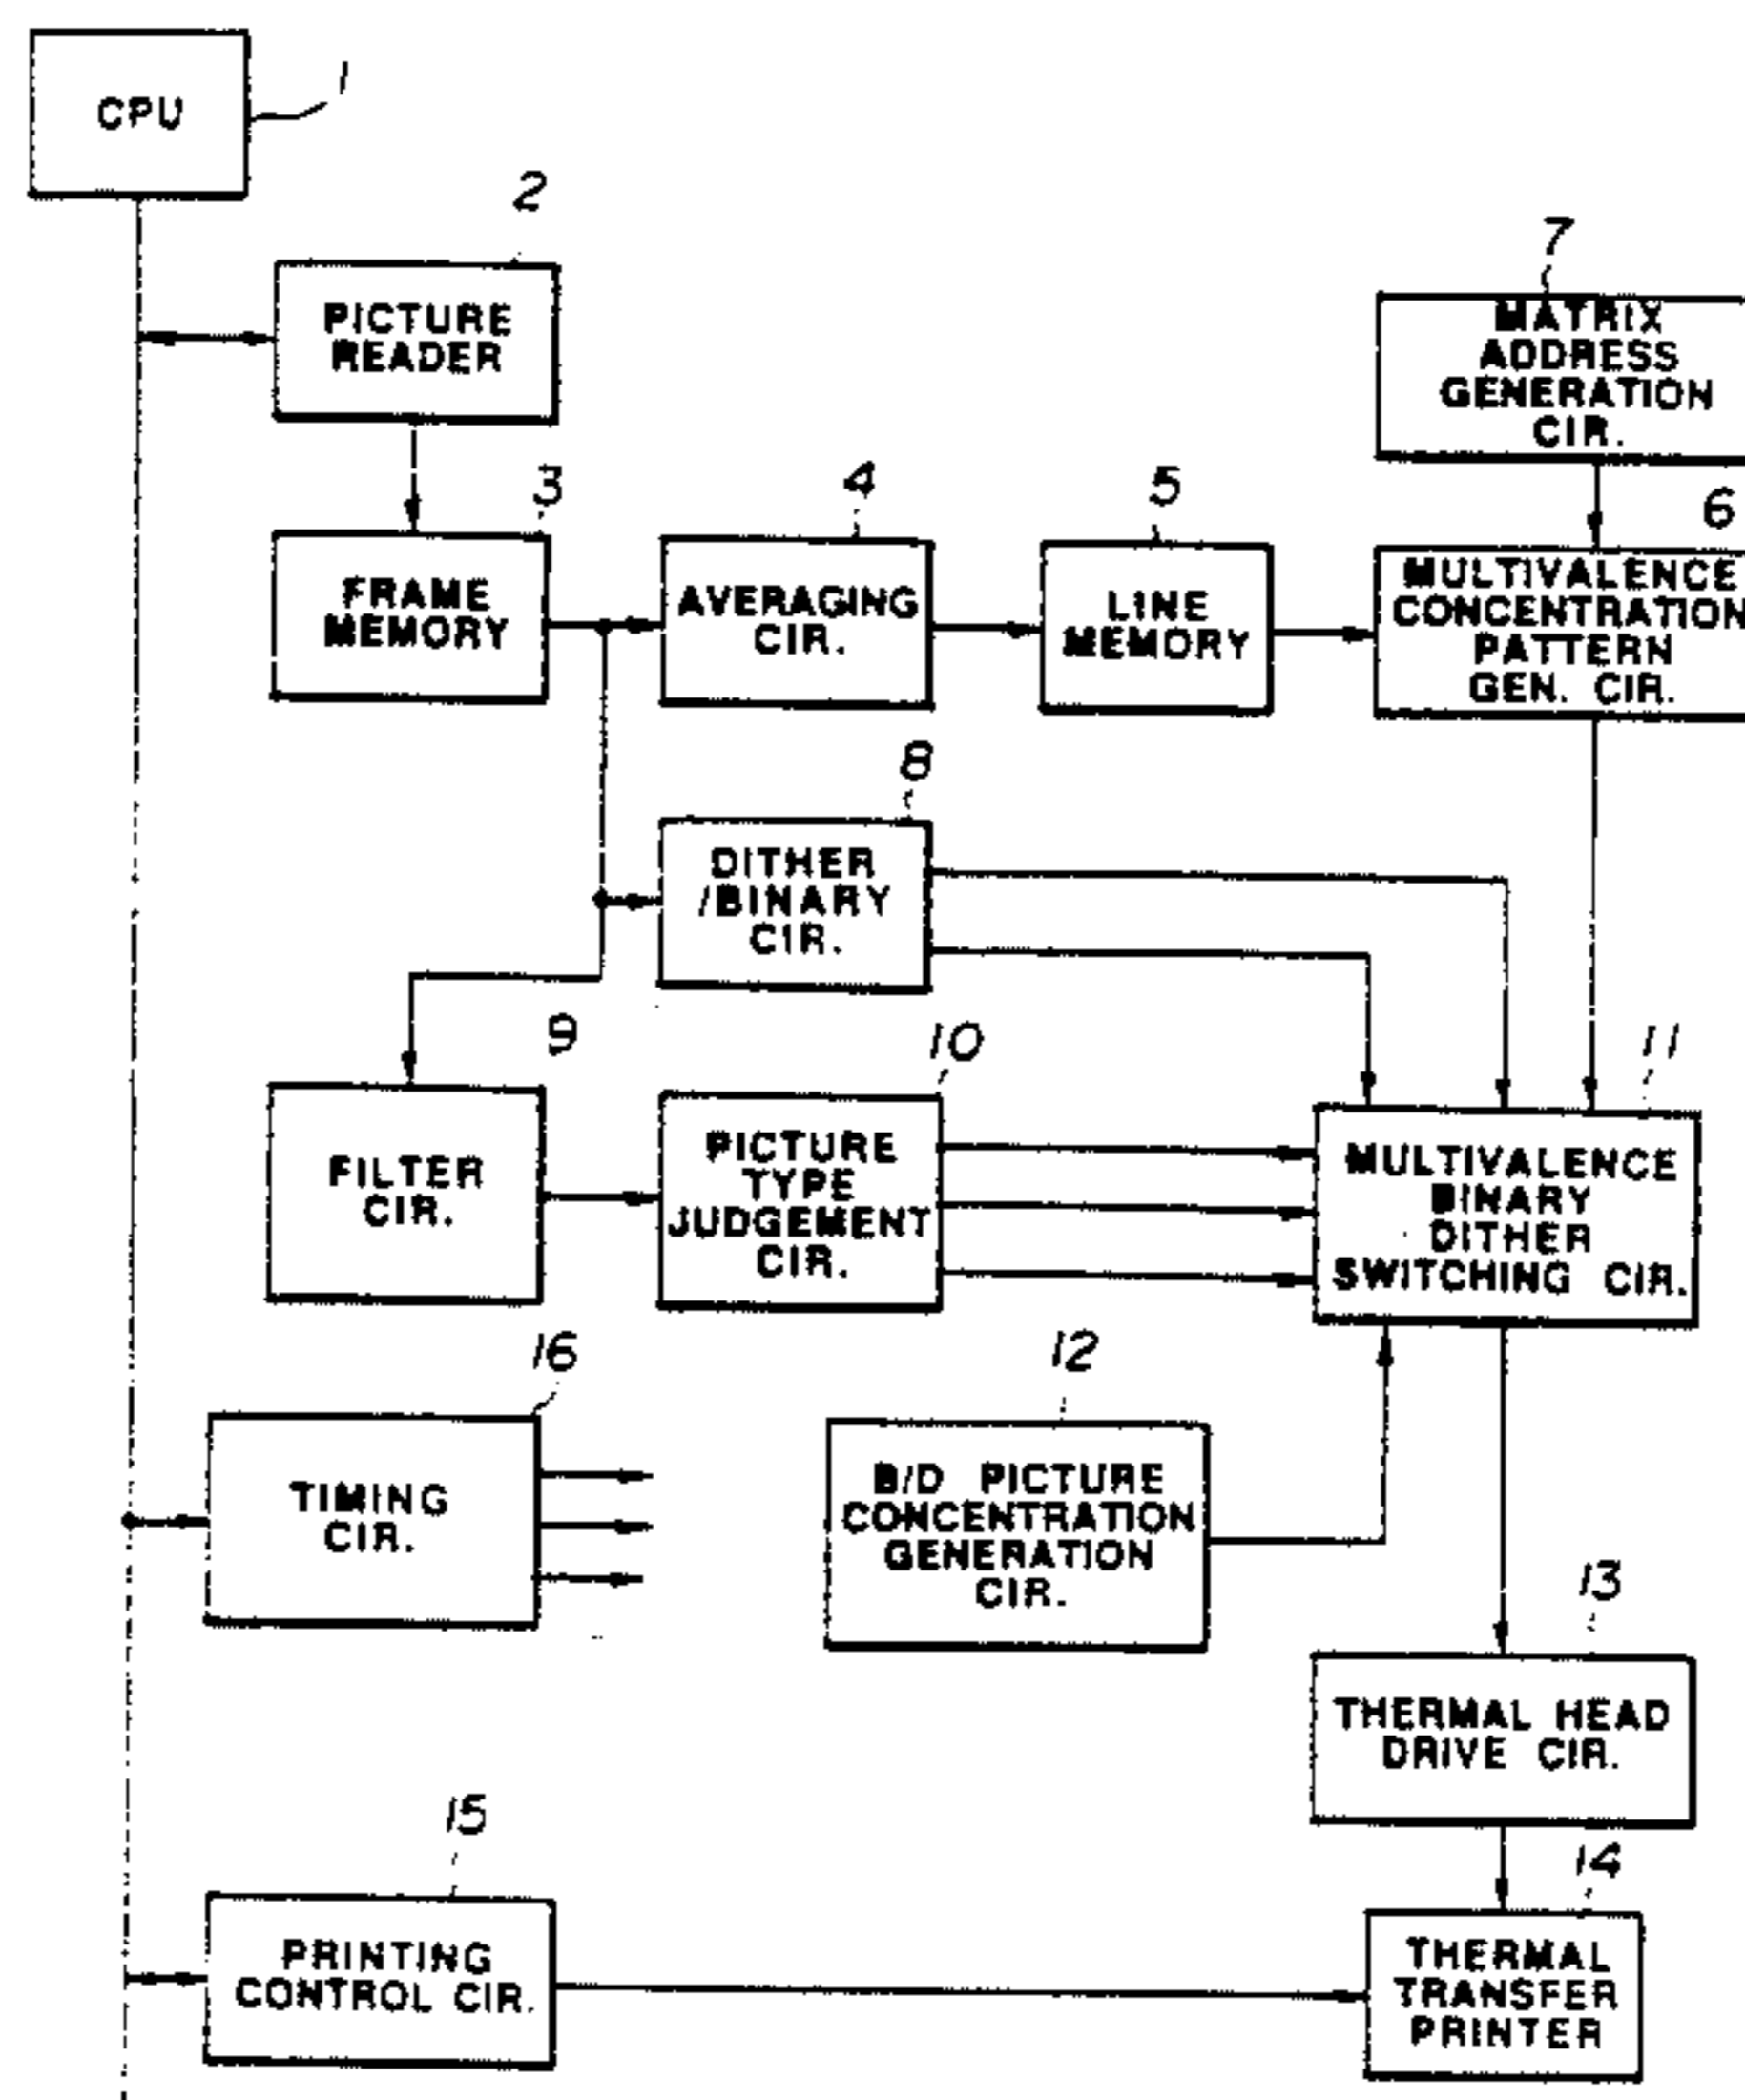 CPU
1
2
PICTURE
READER
7
MATRIX
ADDRESS
GENERATION
CIR.
3
FRAME
MEMORY
4
AVERAGING
CIR.
5
LINE
MEMORY
6
MULTIVALENCE
CONCENTRATION
PATTERN
GEN. CIR.
8
DITHER
/BINARY
CIR.
9
FILTER
CIR.
10
PICTURE
TYPE
JUDGEMENT
CIR.
11
MULTIVALENCE
BINARY
DITHER
SWITCHING CIR.
16
TIMING
CIR.
12
B/D PICTURE
CONCENTRATION
GENERATION
CIR.
13
THERMAL HEAD
DRIVE CIR.
15
PRINTING
CONTROL CIR.
14
THERMAL
TRANSFER
PRINTER